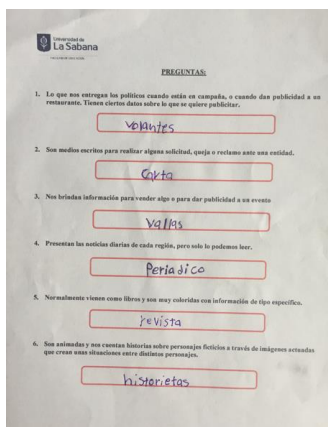 Universidad de
La Sabana
PREGUNTAS:
1. Lo que nos entregan los políticos cuando están en campaña, o cuando dan publicidad a un
restaurante. Tienen ciertos datos sobre lo que se quiere publicitar.
volantes
2. Son medios escritos para realizar alguna solicitud, queja o reclamo ante una entidad.
Carta
3. Nos brindan información para vender algo o para dar publicidad a un evento
Vallas
4. Presentan las noticias diarias de cada región, pero solo lo podemos leer.
Periadico
5. Normalmente vienen como libros y son muy coloridas con información de tipo específico.
revista
6. Son animadas y nos cuentan historias sobre personajes ficticios a través de imágenes actuadas
que crean unas situaciones entre distintos personajes.
historietas